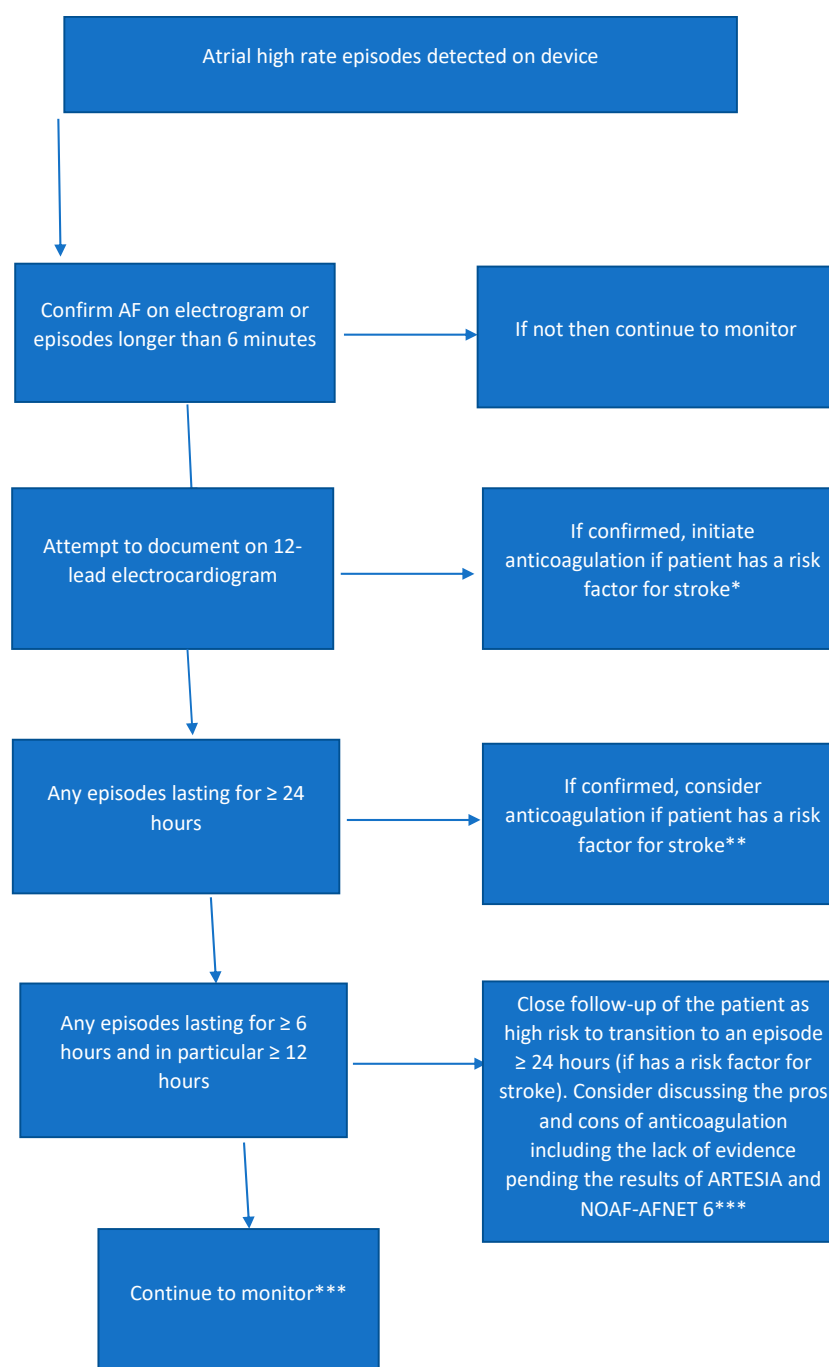 Atrial high rate episodes detected on device
Confirm AF on electrogram or
episodes longer than 6 minutes
If not then continue to monitor
Attempt to document on 12-
lead electrocardiogram
If confirmed, initiate
anticoagulation if patient has a risk
factor for stroke*
Any episodes lasting for ≥ 24
hours
If confirmed, consider
anticoagulation if patient has a risk
factor for stroke**
Any episodes lasting for ≥ 6
hours and in particular ≥ 12
hours
Close follow-up of the patient as
high risk to transition to an episode
≥ 24 hours (if has a risk factor for
stroke). Consider discussing the pros
and cons of anticoagulation
including the lack of evidence
pending the results of ARTESIA and
NOAF-AFNET 6***
Continue to monitor***